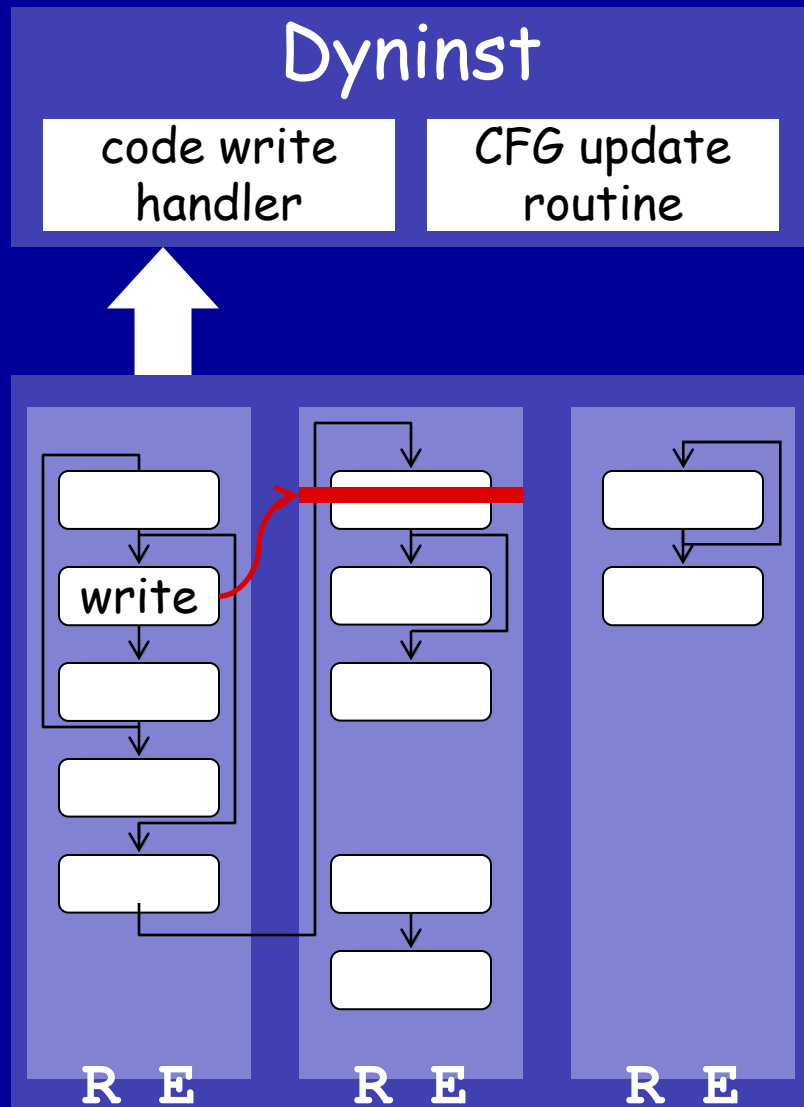 Dyninst
code write
handler
CFG update
routine
write
R E
R E
R E